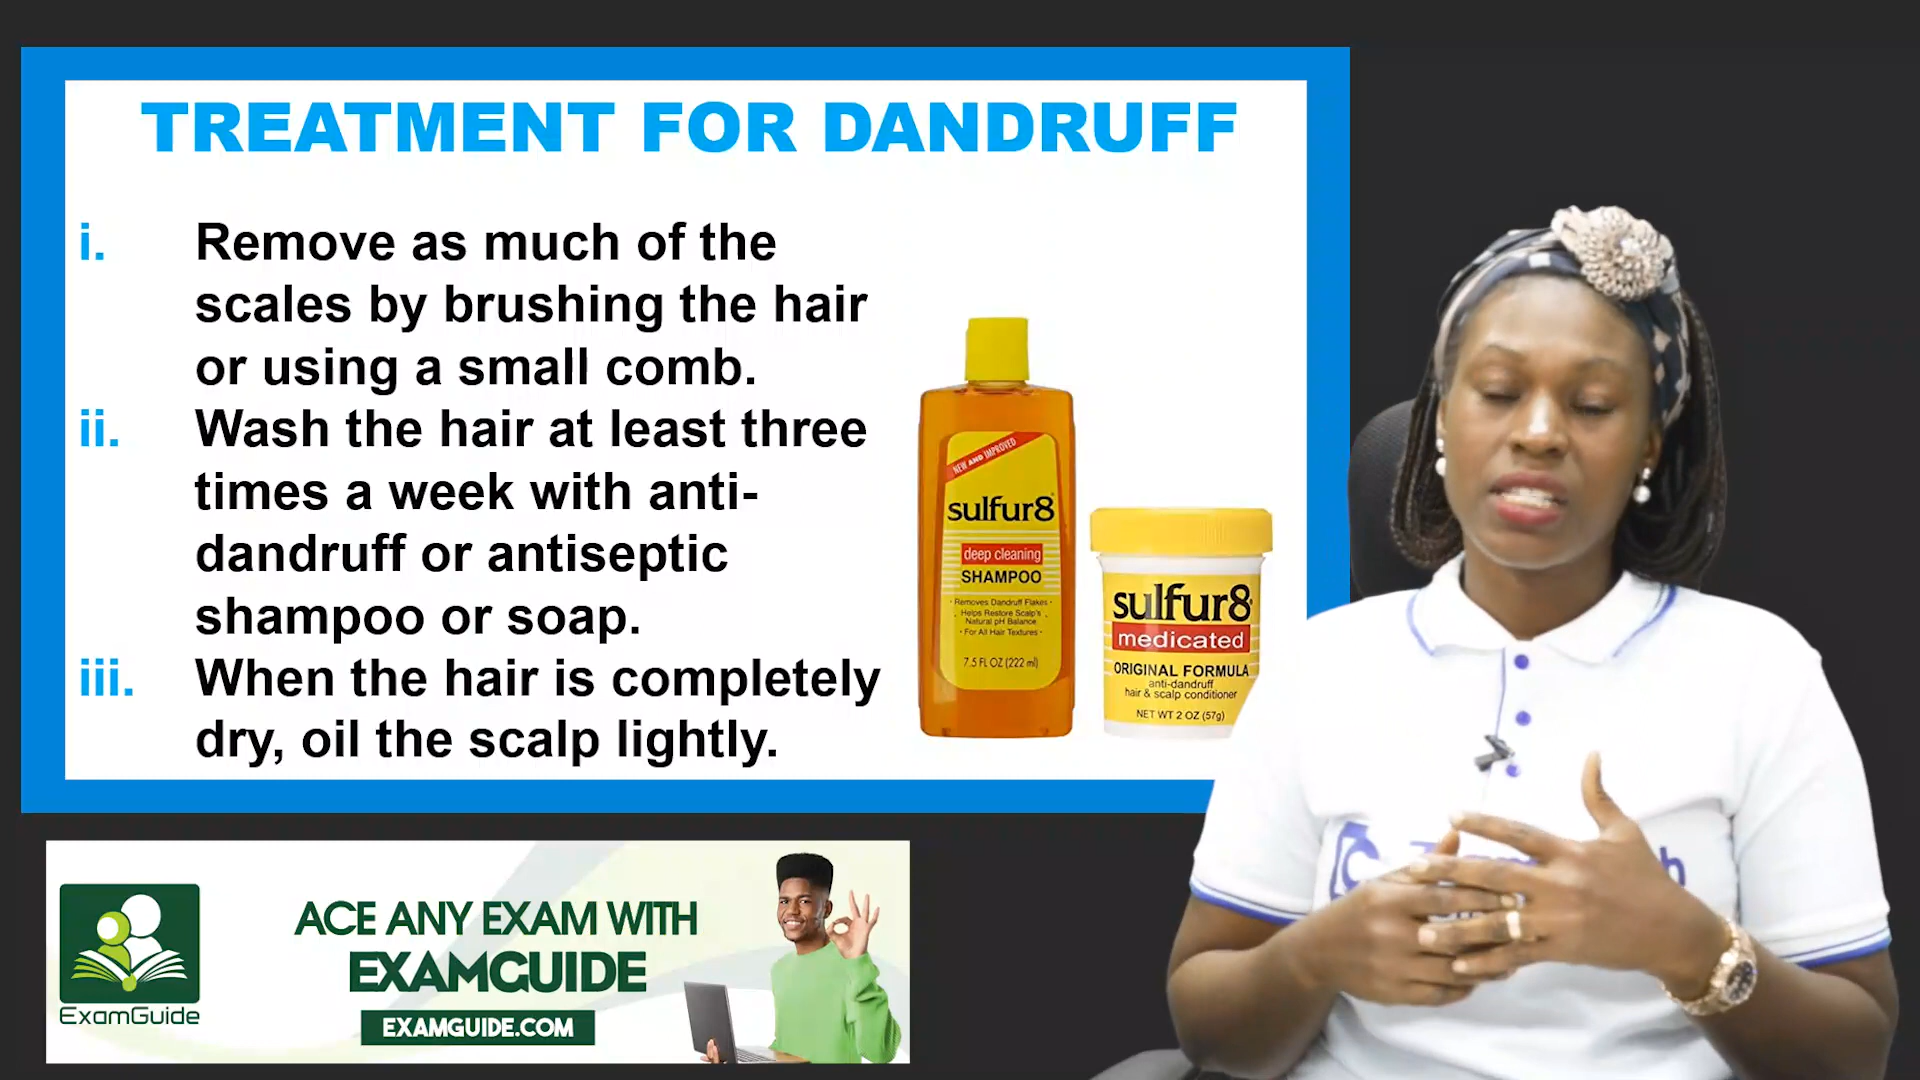 TREATMENT FOR DANDRUFF
i. Remove as much of the
scales by brushing the hair
or using a small comb.
ii. Wash the hair at least three
times a week with anti-
dandruff or antiseptic
shampoo or soap.
iii. When the hair is completely
dry, oil the scalp lightly.
NEW AND IMPROVED
sulfur8
deep cleaning
SHAMPOO
· Removes Dandruff Flakes ·
· Helps Restore Scalp's
Natural pH Balance
· For All Hair Textures ·
7.5 FL OZ (222 ml)
sulfur8
medicated
ORIGINAL FORMULA
anti-dandruff
hair & scalp conditioner
NET WT 2 OZ (57g)
ExamGuide
ACE ANY EXAM WITH
EXAMGUIDE
EXAMGUIDE.COM